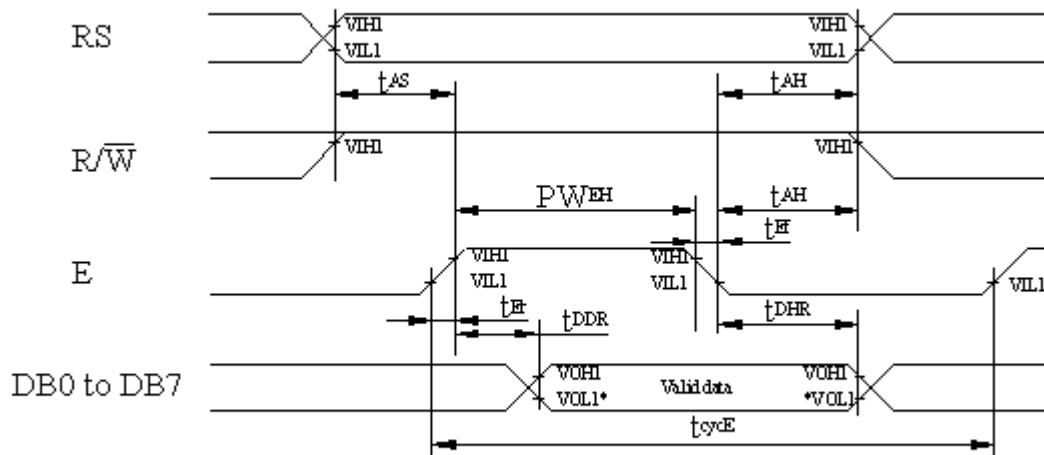 RS VIH1 VIH1
VIL1 VIL1
tAS tAH
R/W̅ VIH1 VIH1
PWEH tAH
tEf
E VIH1 VIH1
VIL1 VIL1 VIL1
tEr tDDR tDHR
DB0 to DB7 VOH1 Valid data VOH1
VOL1* *VOL1
tcycE